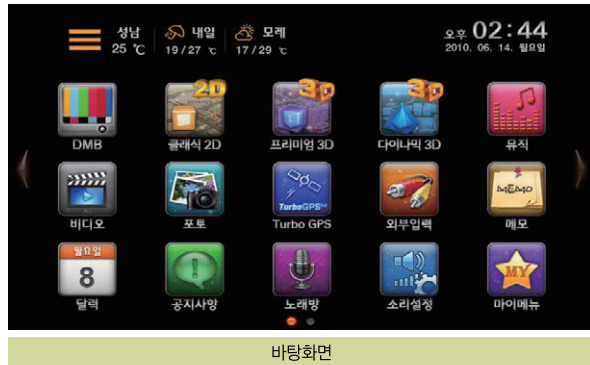 성남 내일 모레
25 ℃ 19 / 27 ℃ 17 / 29 ℃
오후 02:44
2010. 06. 14. 월요일
2D 3D 3D
DMB 클래식 2D 프리미엄 3D 다이나믹 3D 뮤직
TurboGPS MEMO
비디오 포토 Turbo GPS 외부입력 메모
월요일
8 MY
달력 공지사항 노래방 소리설정 마이메뉴
바탕화면